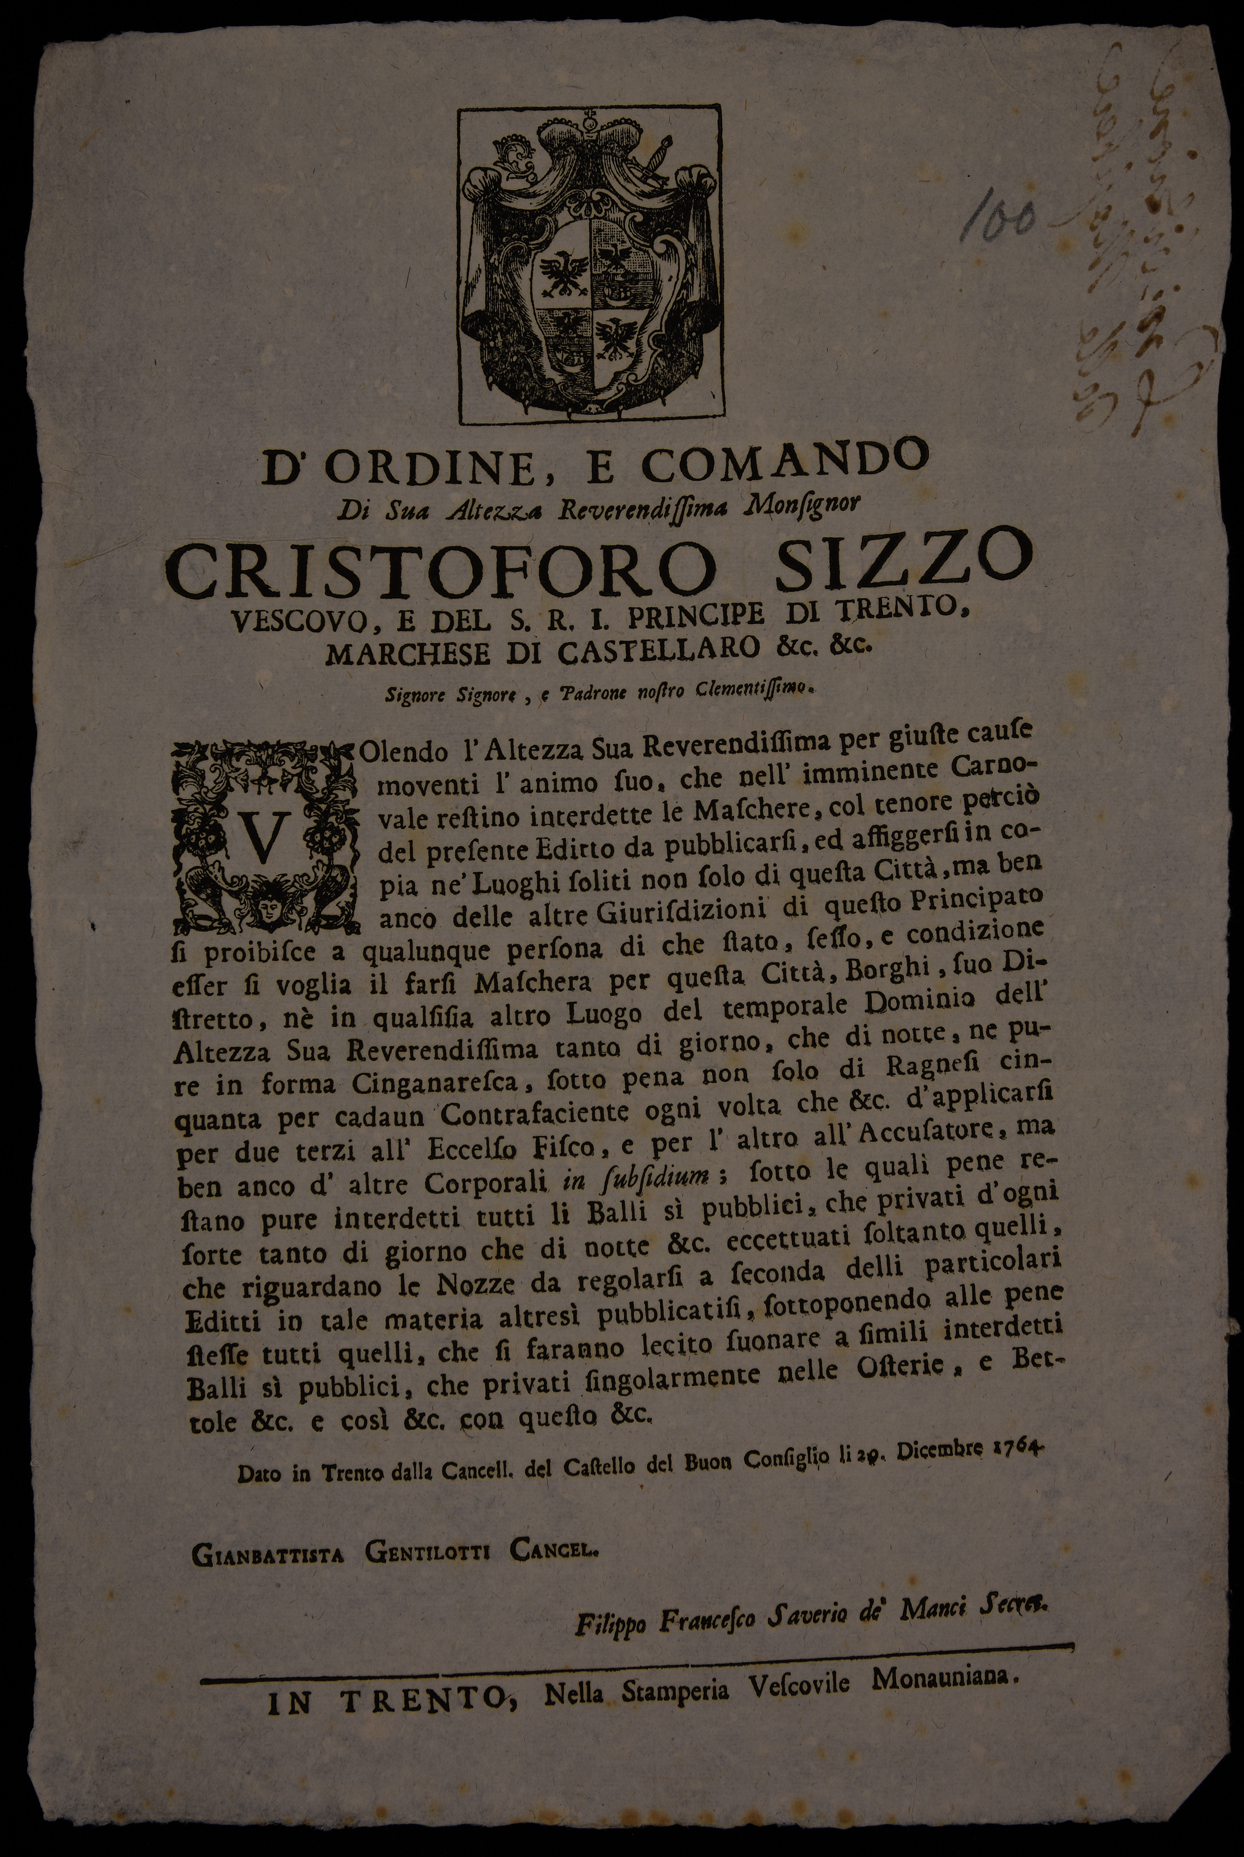 100
D' ORDINE, E COMANDO
Di Sua Altezza Reverendiſſima Monſignor
CRISTOFORO SIZZO
VESCOVO, E DEL S. R. I. PRINCIPE DI TRENTO,
MARCHESE DI CASTELLARO &c. &c.
Signore Signore, e Padrone noſtro Clementiſſimo.
VOlendo l' Altezza Sua Reverendiſſima per giuſte cauſe
moventi l' animo ſuo, che nell' imminente Carno-
vale reſtino interdette le Maſchere, col tenore perciò
del preſente Editto da pubblicarſi, ed affiggerſi in co-
pia ne' Luoghi ſoliti non ſolo di queſta Città, ma ben
anco delle altre Giuriſdizioni di queſto Principato
ſi proibiſce a qualunque perſona di che ſtato, ſeſſo, e condizione
eſſer ſi voglia il farſi Maſchera per queſta Città, Borghi, ſuo Di-
ſtretto, nè in qualſiſia altro Luogo del temporale Dominio dell'
Altezza Sua Reverendiſſima tanto di giorno, che di notte, ne pu-
re in forma Cinganareſca, ſotto pena non ſolo di Ragneſi cin-
quanta per cadaun Contrafaciente ogni volta che &c. d'applicarſi
per due terzi all' Eccelſo Fiſco, e per l' altro all' Accuſatore, ma
ben anco d' altre Corporali in ſubſidium; ſotto le quali pene re-
ſtano pure interdetti tutti li Balli sì pubblici, che privati d'ogni
ſorte tanto di giorno che di notte &c. eccettuati ſoltanto quelli,
che riguardano le Nozze da regolarſi a ſeconda delli particolari
Editti in tale materia altresì pubblicatiſi, ſottoponendo alle pene
ſteſſe tutti quelli, che ſi faranno lecito ſuonare a ſimili interdetti
Balli sì pubblici, che privati ſingolarmente nelle Oſterie, e Bet-
tole &c. e così &c. con queſto &c.
Dato in Trento dalla Cancell. del Caſtello del Buon Conſiglio li 29. Dicembre 1764.
GIANBATTISTA GENTILOTTI CANCEL.
Filippo Franceſco Saverio de' Manci Secret.
IN TRENTO, Nella Stamperia Veſcovile Monauniana.